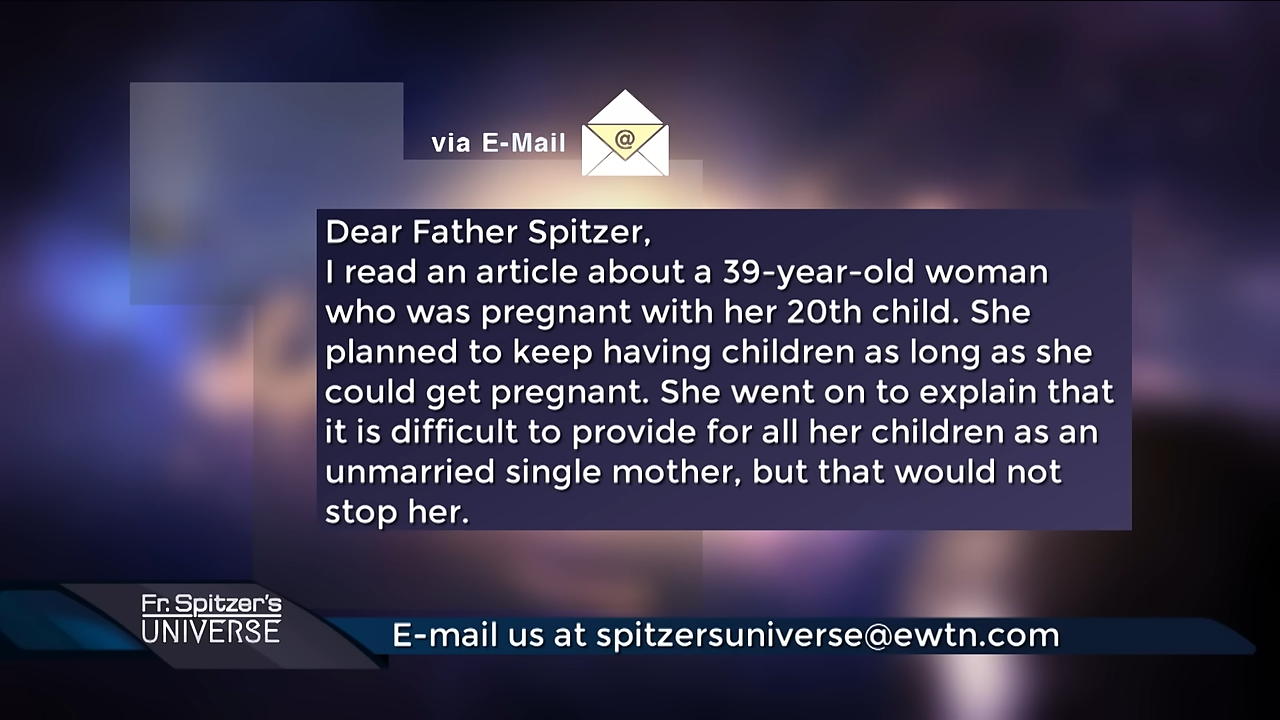 via E-Mail
@
Dear Father Spitzer,
I read an article about a 39-year-old woman
who was pregnant with her 20th child. She
planned to keep having children as long as she
could get pregnant. She went on to explain that
it is difficult to provide for all her children as an
unmarried single mother, but that would not
stop her.
Fr. Spitzer's
UNIVERSE
E-mail us at spitzersuniverse@ewtn.com